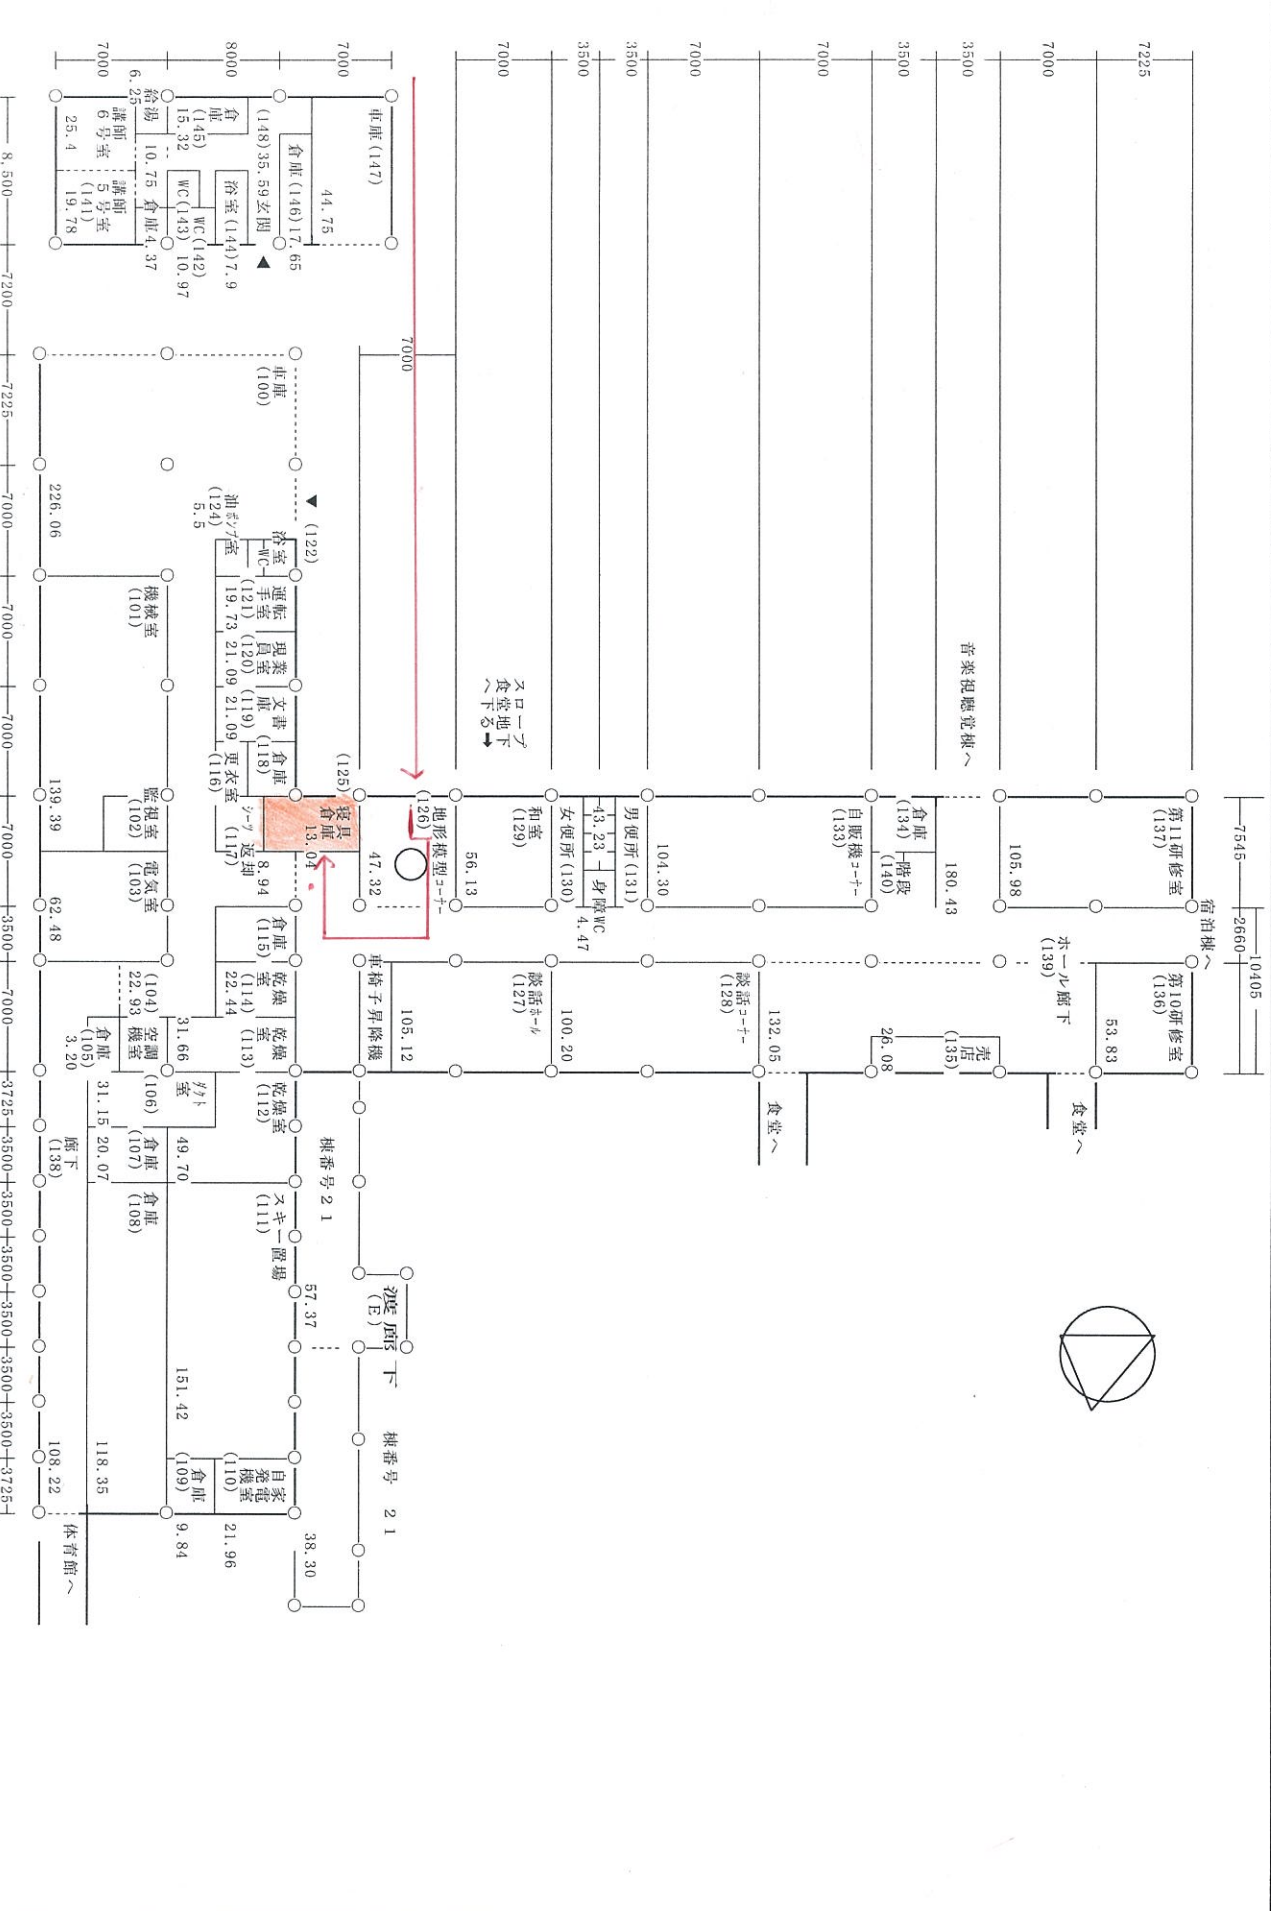 7000
8000
7000
7000
3500
3500
7000
7000
3500
3500
7000
7225
8,500
7200
7225
7000
7000
7000
7000
3500
7000
3725
3500
3500
3500
3500
3500
3500
3725
7000
7545
2660
10405
車庫(147)
44.75
倉庫(146)17.65
(148)35.59玄関
倉庫
(145)
15.32
浴室(144)7.9
WC(142)
WC(143) 10.97
給湯
6.25
10.75
倉庫4.37
講師
6号室
25.4
講師
5号室
(141)
19.78
車庫
(100)
226.06
(122)
浴室
WC
油ポンプ室
(124)
5.5
運転
手室
(121)
19.73
現業
員室
(120)
21.09
文書
庫
(119)
21.09
倉庫
(118)
更衣室
(116)
機械室
(101)
139.39
監視室
(102)
電気室
(103)
62.48
(125)
寝具
倉庫
13.04
シーツ返却
(117)
8.94
47.32
地形模型コーナー
(126)
56.13
スロープ
食堂地下
へ下る➡
和室
(129)
女便所(130)
43.23
身障WC
4.47
男便所(131)
104.30
自販機コーナー
(133)
倉庫
(134)
階段
(140)
180.43
音楽視聴覚棟へ
105.98
第11研修室
(137)
宿泊棟へ
ホール廊下
(139)
第10研修室
(136)
53.83
売店
(135)
26.08
食堂へ
食堂へ
談話コーナー
(128)
132.05
談話ホール
(127)
100.20
105.12
車椅子昇降機
倉庫
(115)
乾燥
室
(114)
22.44
乾燥
室
(113)
31.66
乾燥室
(112)
(104)
22.93
空調
機室
倉庫
(105)
3.20
(106)
ダクト
室
31.15
倉庫
(107)
20.07
49.70
倉庫
(108)
廊下
(138)
スキー置場
(111)
棟番号21
57.37
渡廊下
(E)
棟番号 21
151.42
118.35
108.22
自家
発電
機室
(110)
21.96
倉庫
(109)
9.84
38.30
体育館へ